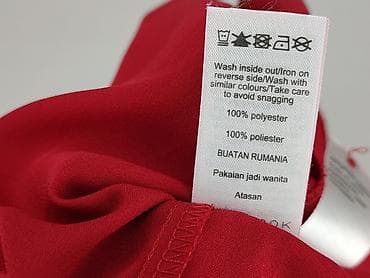 Wash inside out/Iron on
reverse side/Wash with
similar colours/Take care
to avoid snagging
100% polyester
100% poliester
BUATAN RUMANIA
Pakaian jadi wanita
Atasan